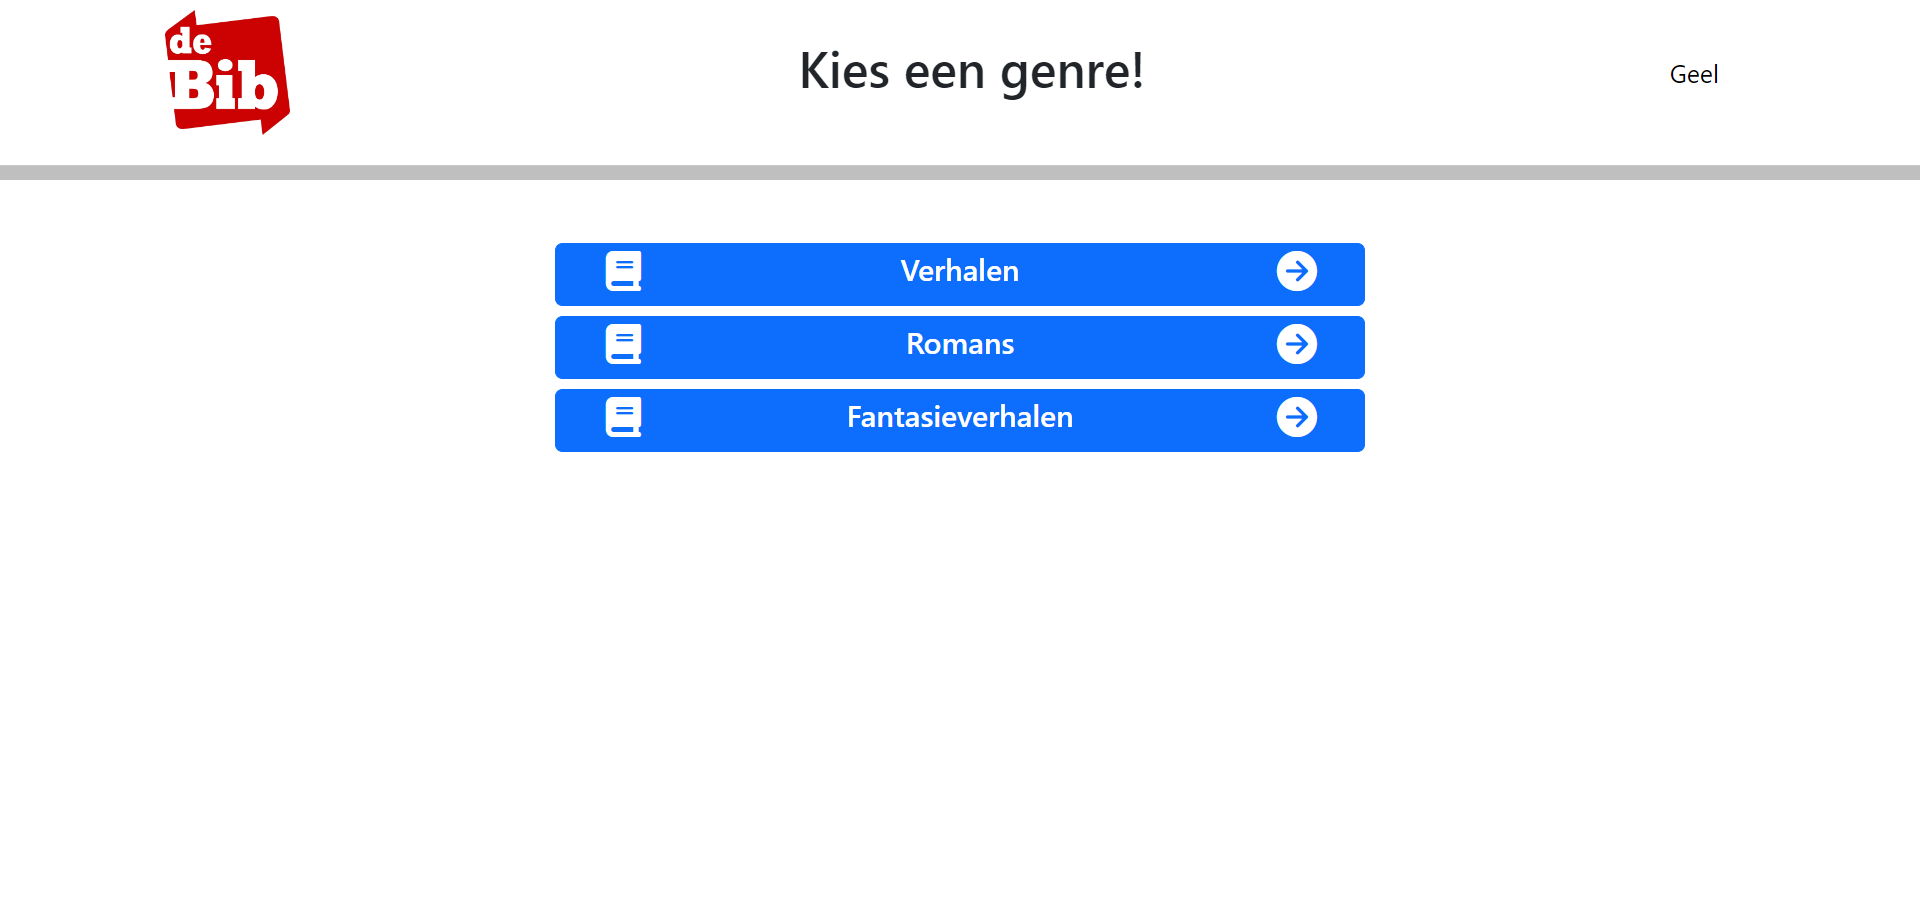 de
Bib
Kies een genre!
Geel
Verhalen
Romans
Fantasieverhalen